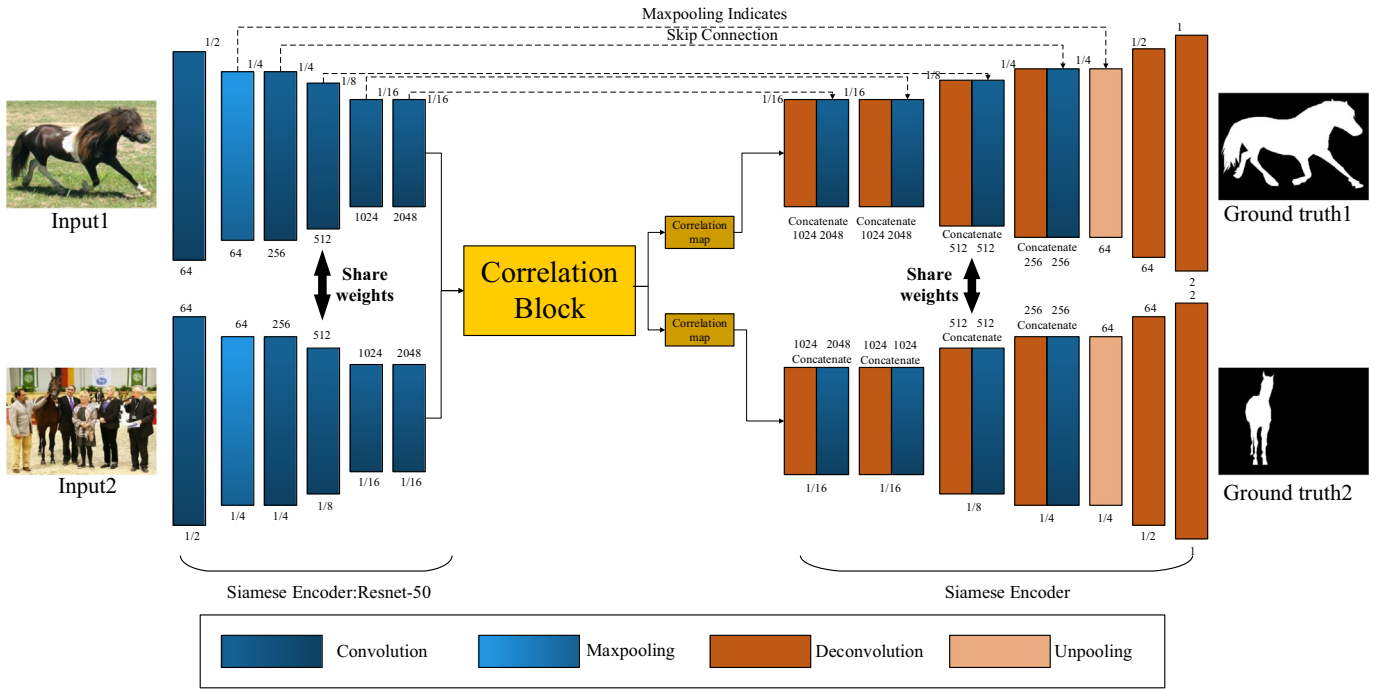 Maxpooling Indicates
Skip Connection
1/2
1/4
1/4
1/8
1/16
1/16
1/16
1/16
1/8
1/4
1/4
1/2
1
Input1
64
64
256
512
1024
2048
Share
weights
Correlation
Block
Correlation
map
Correlation
map
Concatenate
1024 2048
Concatenate
1024 2048
Concatenate
512 512
Concatenate
256 256
64
64
2
Share
weights
Ground truth1
64
64
256
512
1024
2048
1024 2048
Concatenate
1024 1024
Concatenate
512 512
Concatenate
256 256
Concatenate
64
64
2
Input2
1/2
1/4
1/4
1/8
1/16
1/16
1/16
1/16
1/8
1/4
1/4
1/2
1
Ground truth2
Siamese Encoder:Resnet-50
Siamese Encoder
Convolution
Maxpooling
Deconvolution
Unpooling